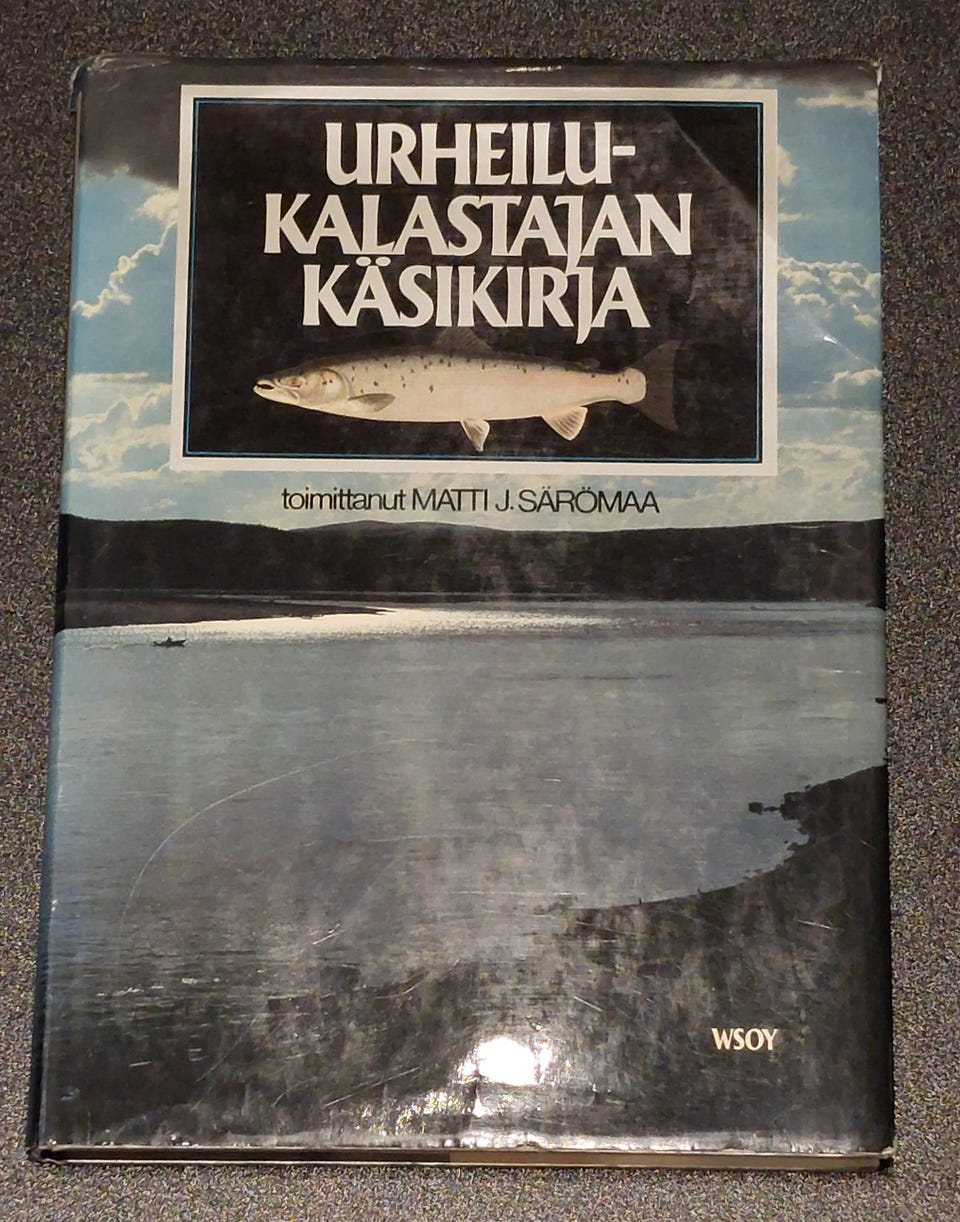 URHEILU-
KALASTAJAN
KÄSIKIRJA
toimittanut MATTI J. SÄRÖMAA
WSOY